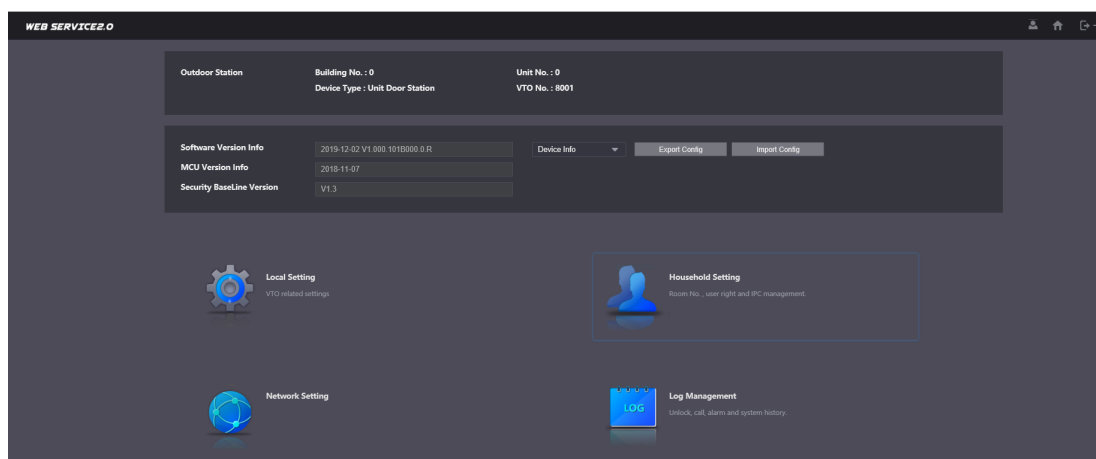 WEB SERVICE2.0
Outdoor Station Building No. : 0 Unit No. : 0
Device Type : Unit Door Station VTO No. : 8001
Software Version Info 2019-12-02 V1.000.101B000.0.R Device Info Export Config Import Config
MCU Version Info 2018-11-07
Security BaseLine Version V1.3
Local Setting
VTO related settings
Household Setting
Room No. , user right and IPC management.
Network Setting
LOG
Log Management
Unlock, call, alarm and system history.